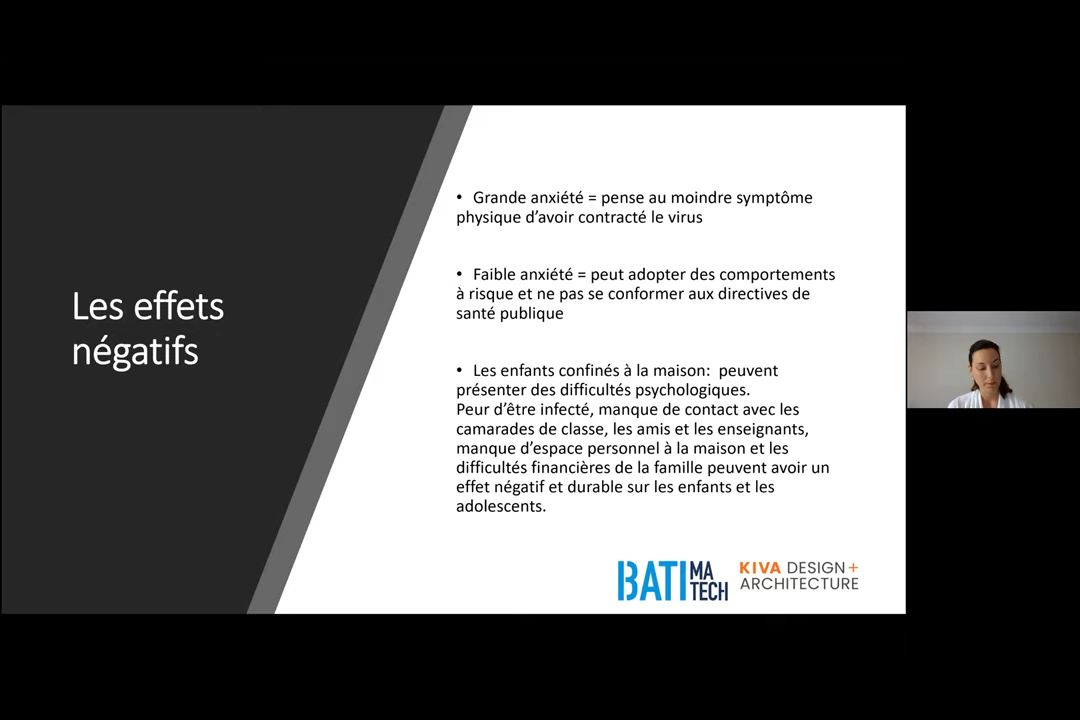 Les effets
négatifs
• Grande anxiété = pense au moindre symptôme
physique d’avoir contracté le virus
• Faible anxiété = peut adopter des comportements
à risque et ne pas se conformer aux directives de
santé publique
• Les enfants confinés à la maison: peuvent
présenter des difficultés psychologiques.
Peur d’être infecté, manque de contact avec les
camarades de classe, les amis et les enseignants,
manque d’espace personnel à la maison et les
difficultés financières de la famille peuvent avoir un
effet négatif et durable sur les enfants et les
adolescents.
BATIMATECH
KIVA DESIGN+
ARCHITECTURE